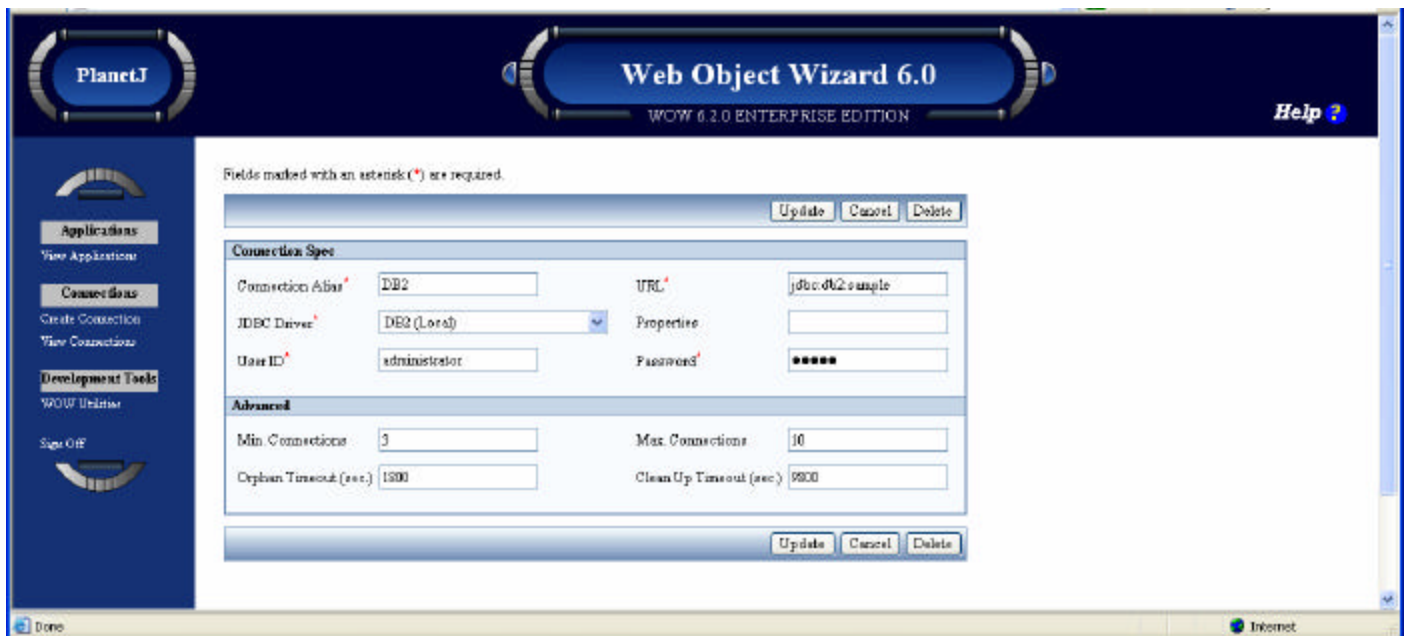 PlanetJ
Web Object Wizard 6.0
WOW 6.2.0 ENTERPRISE EDITION
Help ?
Fields marked with an asterisk (*) are required.
Update Cancel Delete
Applications
View Applications
Connections
Create Connection
View Connections
Development Tools
WOW Utilities
Sign Off
Connection Spec
Connection Alias* DB2 URL* jdbc:db2:sample
JDBC Driver* DB2 (Local) Properties
User ID* administrator Password* •••••
Advanced
Min. Connections 3 Max. Connections 10
Orphan Timeout (sec.) 1800 Clean Up Timeout (sec.)
Update Cancel Delete
Done Internet